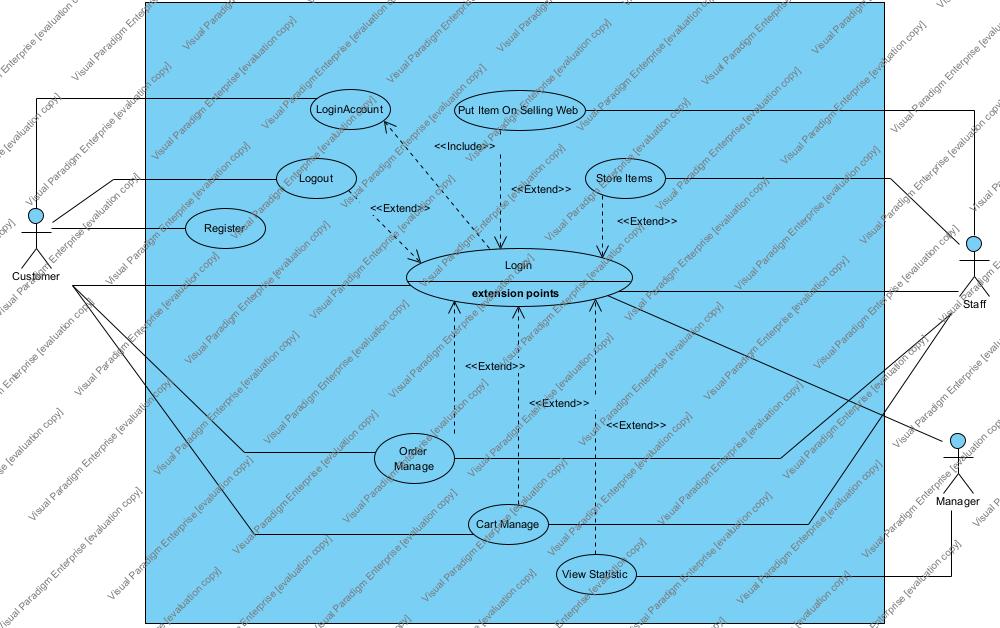 LoginAccount
Put Item On Selling Web
<<Include>>
Logout
Store Items
<<Extend>>
<<Extend>>
<<Extend>>
Register
Customer
Login
extension points
Staff
<<Extend>>
<<Extend>>
<<Extend>>
Order
Manage
Manager
Cart Manage
View Statistic
Visual Paradigm Enterprise [evaluation copy]